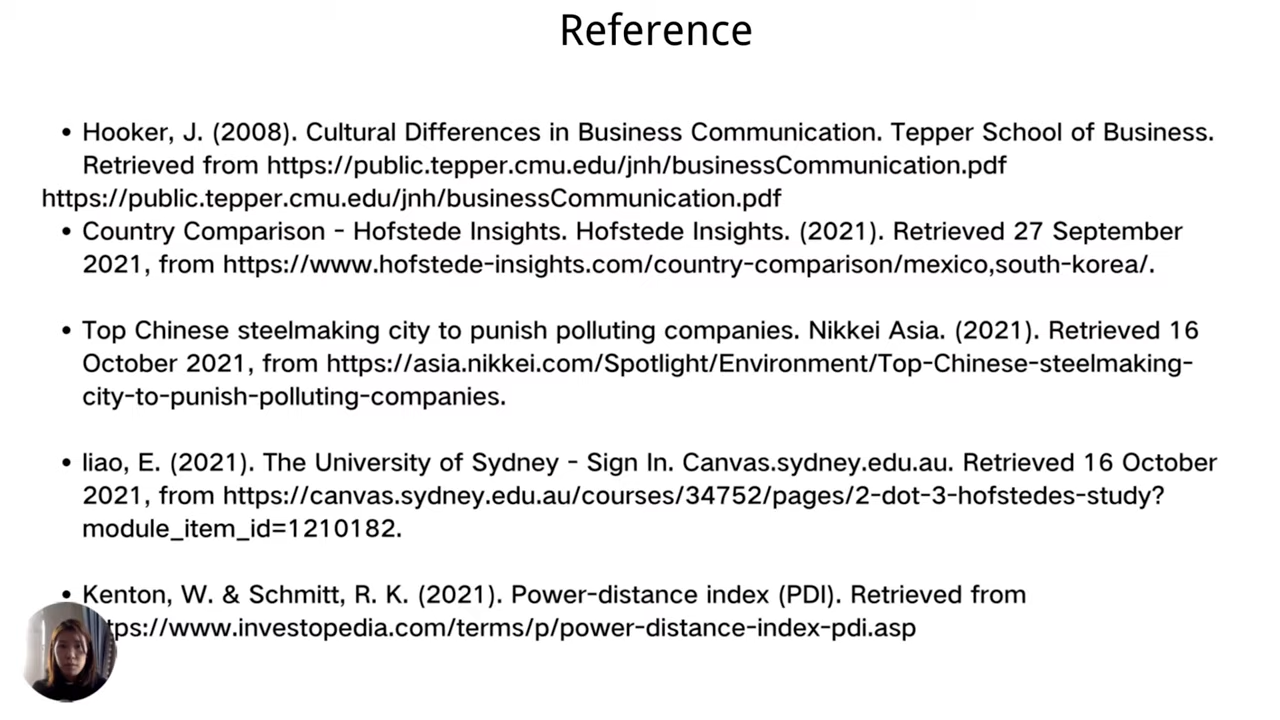 Reference
• Hooker, J. (2008). Cultural Differences in Business Communication. Tepper School of Business.
Retrieved from https://public.tepper.cmu.edu/jnh/businessCommunication.pdf
https://public.tepper.cmu.edu/jnh/businessCommunication.pdf
• Country Comparison - Hofstede Insights. Hofstede Insights. (2021). Retrieved 27 September
2021, from https://www.hofstede-insights.com/country-comparison/mexico,south-korea/.
• Top Chinese steelmaking city to punish polluting companies. Nikkei Asia. (2021). Retrieved 16
October 2021, from https://asia.nikkei.com/Spotlight/Environment/Top-Chinese-steelmaking-
city-to-punish-polluting-companies.
• liao, E. (2021). The University of Sydney - Sign In. Canvas.sydney.edu.au. Retrieved 16 October
2021, from https://canvas.sydney.edu.au/courses/34752/pages/2-dot-3-hofstedes-study?
module_item_id=1210182.
• Kenton, W. & Schmitt, R. K. (2021). Power-distance index (PDI). Retrieved from
tps://www.investopedia.com/terms/p/power-distance-index-pdi.asp